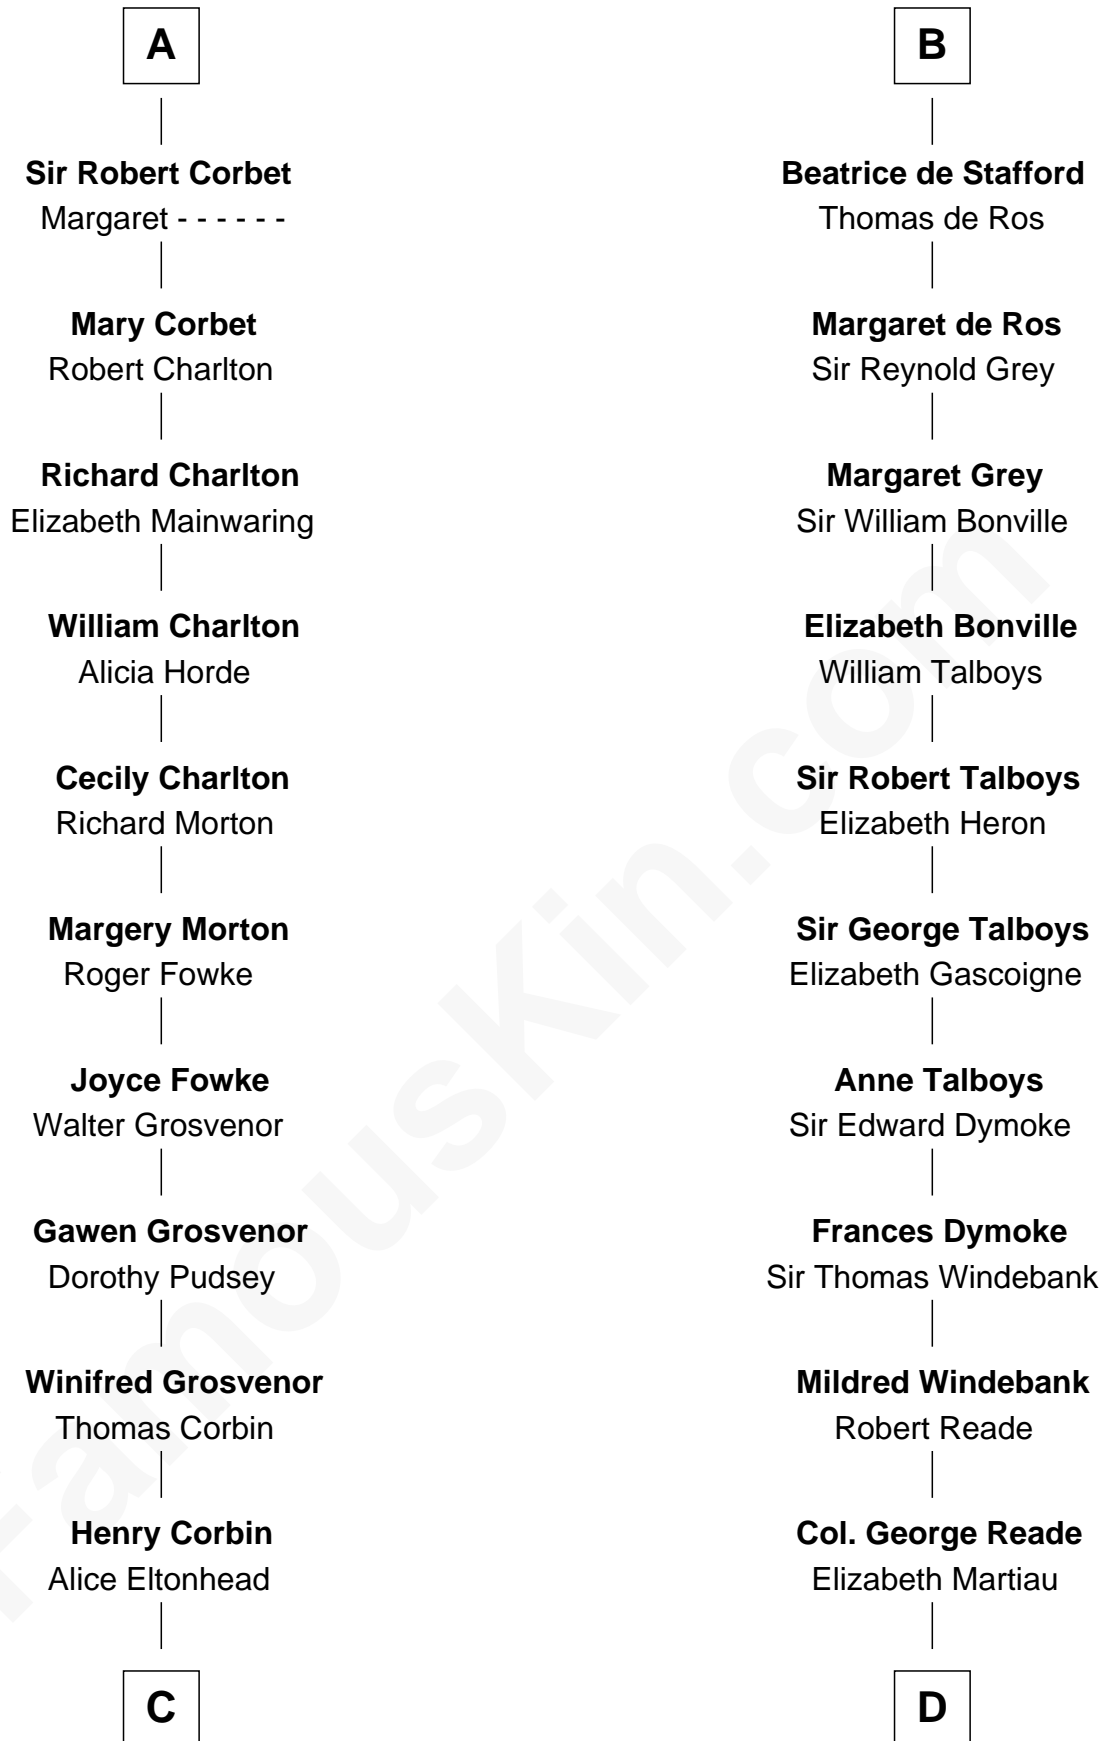 A
Sir Robert Corbet
Margaret - - - - - -
Mary Corbet
Robert Charlton
Richard Charlton
Elizabeth Mainwaring
William Charlton
Alicia Horde
Cecily Charlton
Richard Morton
Margery Morton
Roger Fowke
Joyce Fowke
Walter Grosvenor
Gawen Grosvenor
Dorothy Pudsey
Winifred Grosvenor
Thomas Corbin
Henry Corbin
Alice Eltonhead
C
B
Beatrice de Stafford
Thomas de Ros
Margaret de Ros
Sir Reynold Grey
Margaret Grey
Sir William Bonville
Elizabeth Bonville
William Talboys
Sir Robert Talboys
Elizabeth Heron
Sir George Talboys
Elizabeth Gascoigne
Anne Talboys
Sir Edward Dymoke
Frances Dymoke
Sir Thomas Windebank
Mildred Windebank
Robert Reade
Col. George Reade
Elizabeth Martiau
D
FamousKin.com